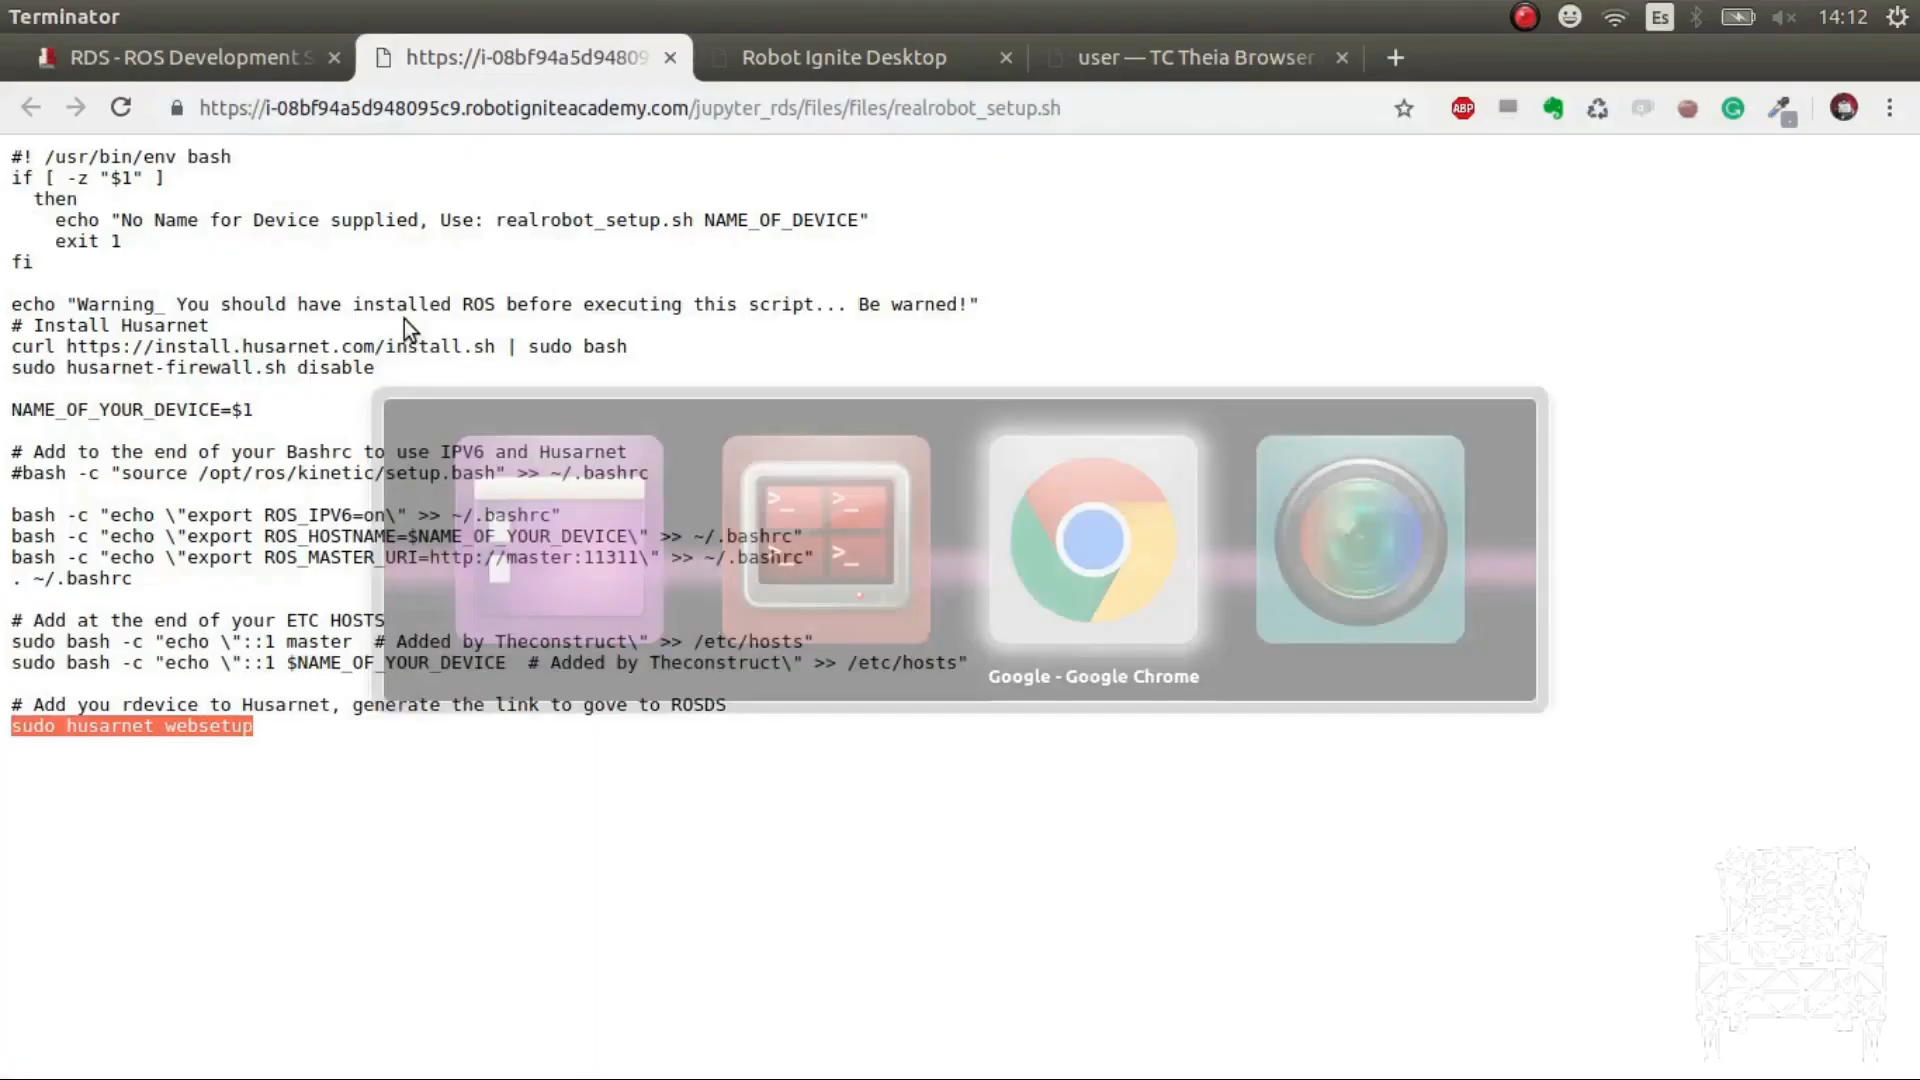 Terminator
Es
14:12
RDS - ROS Development S
https://i-08bf94a5d94809
Robot Ignite Desktop
user — TC Theia Browser
https://i-08bf94a5d948095c9.robotigniteacademy.com/jupyter_rds/files/files/realrobot_setup.sh
ABP
#! /usr/bin/env bash
if [ -z "$1" ]
then
echo "No Name for Device supplied, Use: realrobot_setup.sh NAME_OF_DEVICE"
exit 1
fi
echo "Warning_ You should have installed ROS before executing this script... Be warned!"
# Install Husarnet
curl https://install.husarnet.com/install.sh | sudo bash
sudo husarnet-firewall.sh disable
NAME_OF_YOUR_DEVICE=$1
# Add to the end of your Bashrc to use IPV6 and Husarnet
#bash -c "source /opt/ros/kinetic/setup.bash" >> ~/.bashrc
bash -c "echo \"export ROS_IPV6=on\" >> ~/.bashrc"
bash -c "echo \"export ROS_HOSTNAME=$NAME_OF_YOUR_DEVICE\" >> ~/.bashrc"
bash -c "echo \"export ROS_MASTER_URI=http://master:11311\" >> ~/.bashrc"
. ~/.bashrc
# Add at the end of your ETC HOSTS
sudo bash -c "echo \"::1 master  # Added by Theconstruct\" >> /etc/hosts"
sudo bash -c "echo \"::1 $NAME_OF_YOUR_DEVICE  # Added by Theconstruct\" >> /etc/hosts"
Google - Google Chrome
# Add you rdevice to Husarnet, generate the link to gove to ROSDS
sudo husarnet websetup